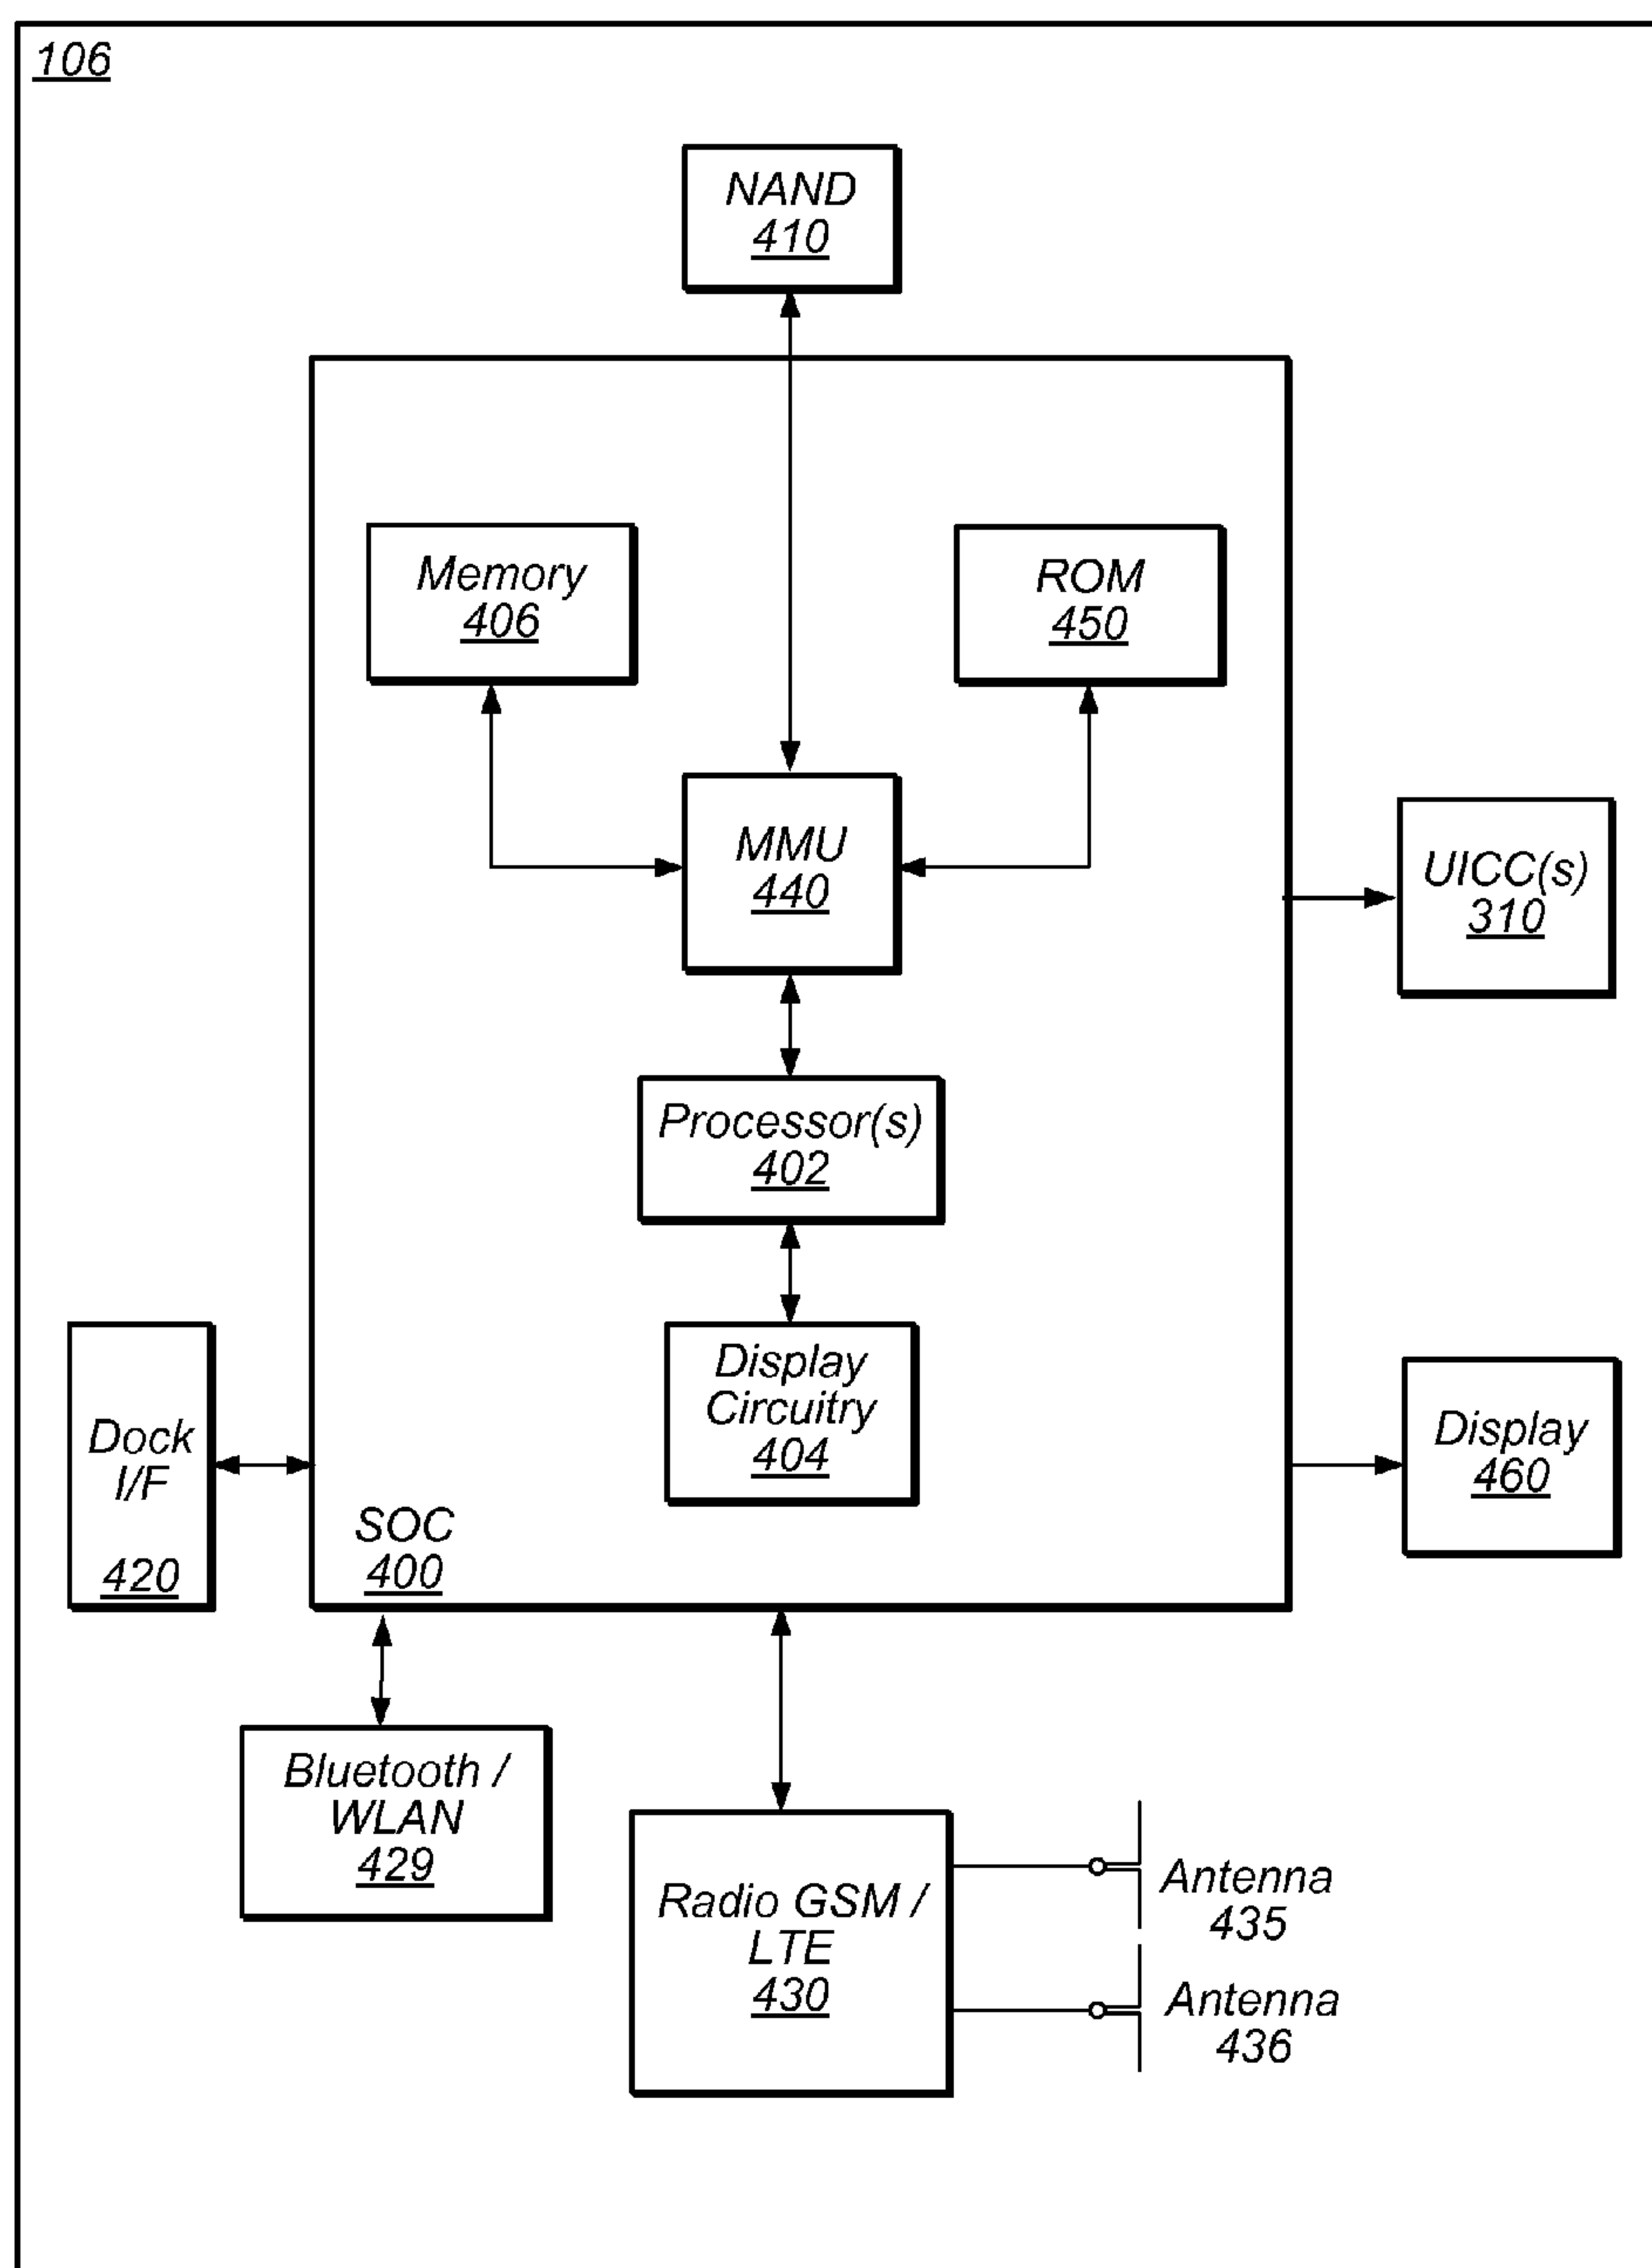 106
NAND
410
Memory
406
ROM
450
MMU
440
UICC(s)
310
Processor(s)
402
Display
Circuitry
404
Dock
I/F
420
Display
460
SOC
400
Bluetooth /
WLAN
429
Radio GSM /
LTE
430
Antenna
435
Antenna
436